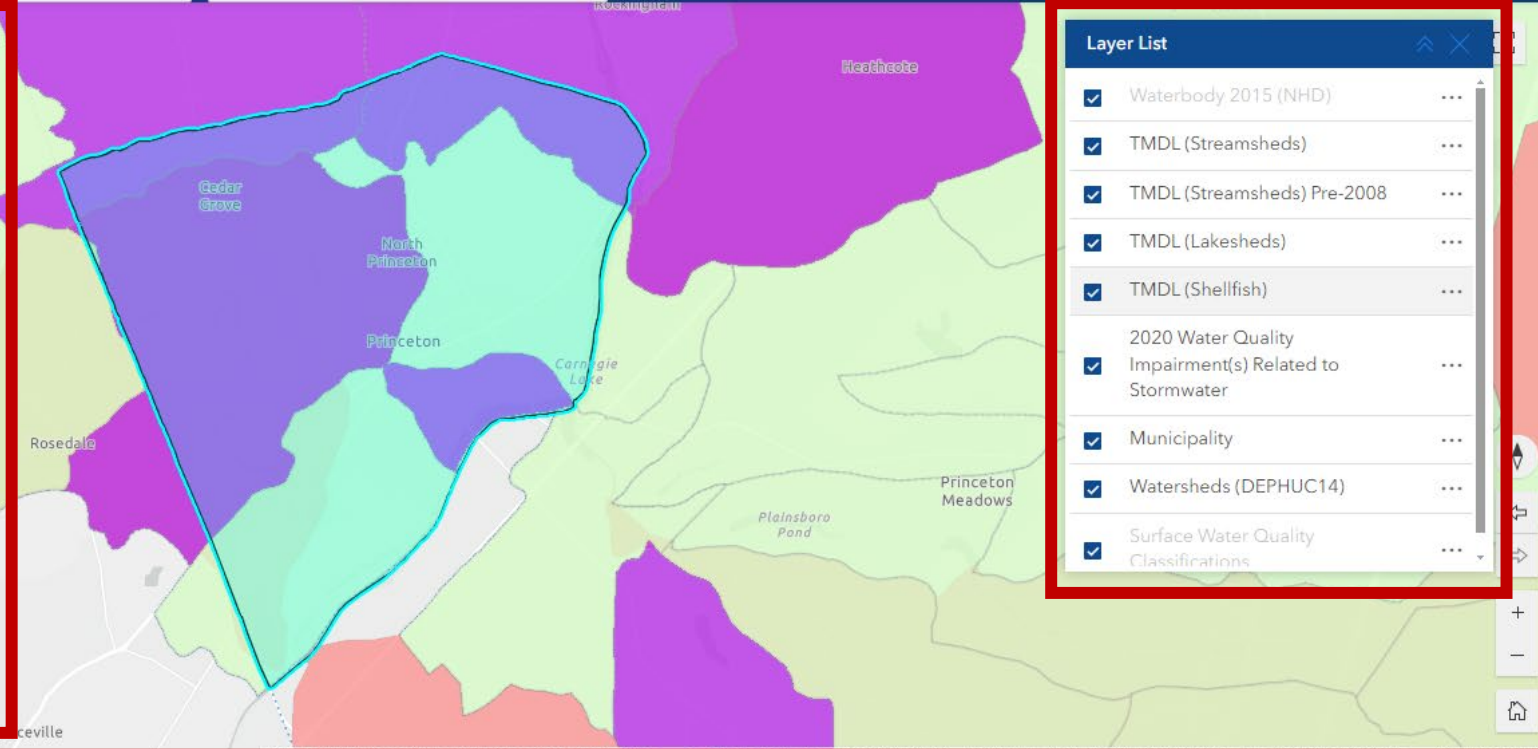 Rockingham
Heathcote
Cedar
Grove
North
Princeton
Princeton
Carnegie
Lake
Rosedale
Princeton
Meadows
Plainsboro
Pond
ceville
Layer List
Waterbody 2015 (NHD)
TMDL (Streamsheds)
TMDL (Streamsheds) Pre-2008
TMDL (Lakesheds)
TMDL (Shellfish)
2020 Water Quality
Impairment(s) Related to
Stormwater
Municipality
Watersheds (DEPHUC14)
Surface Water Quality
Classifications